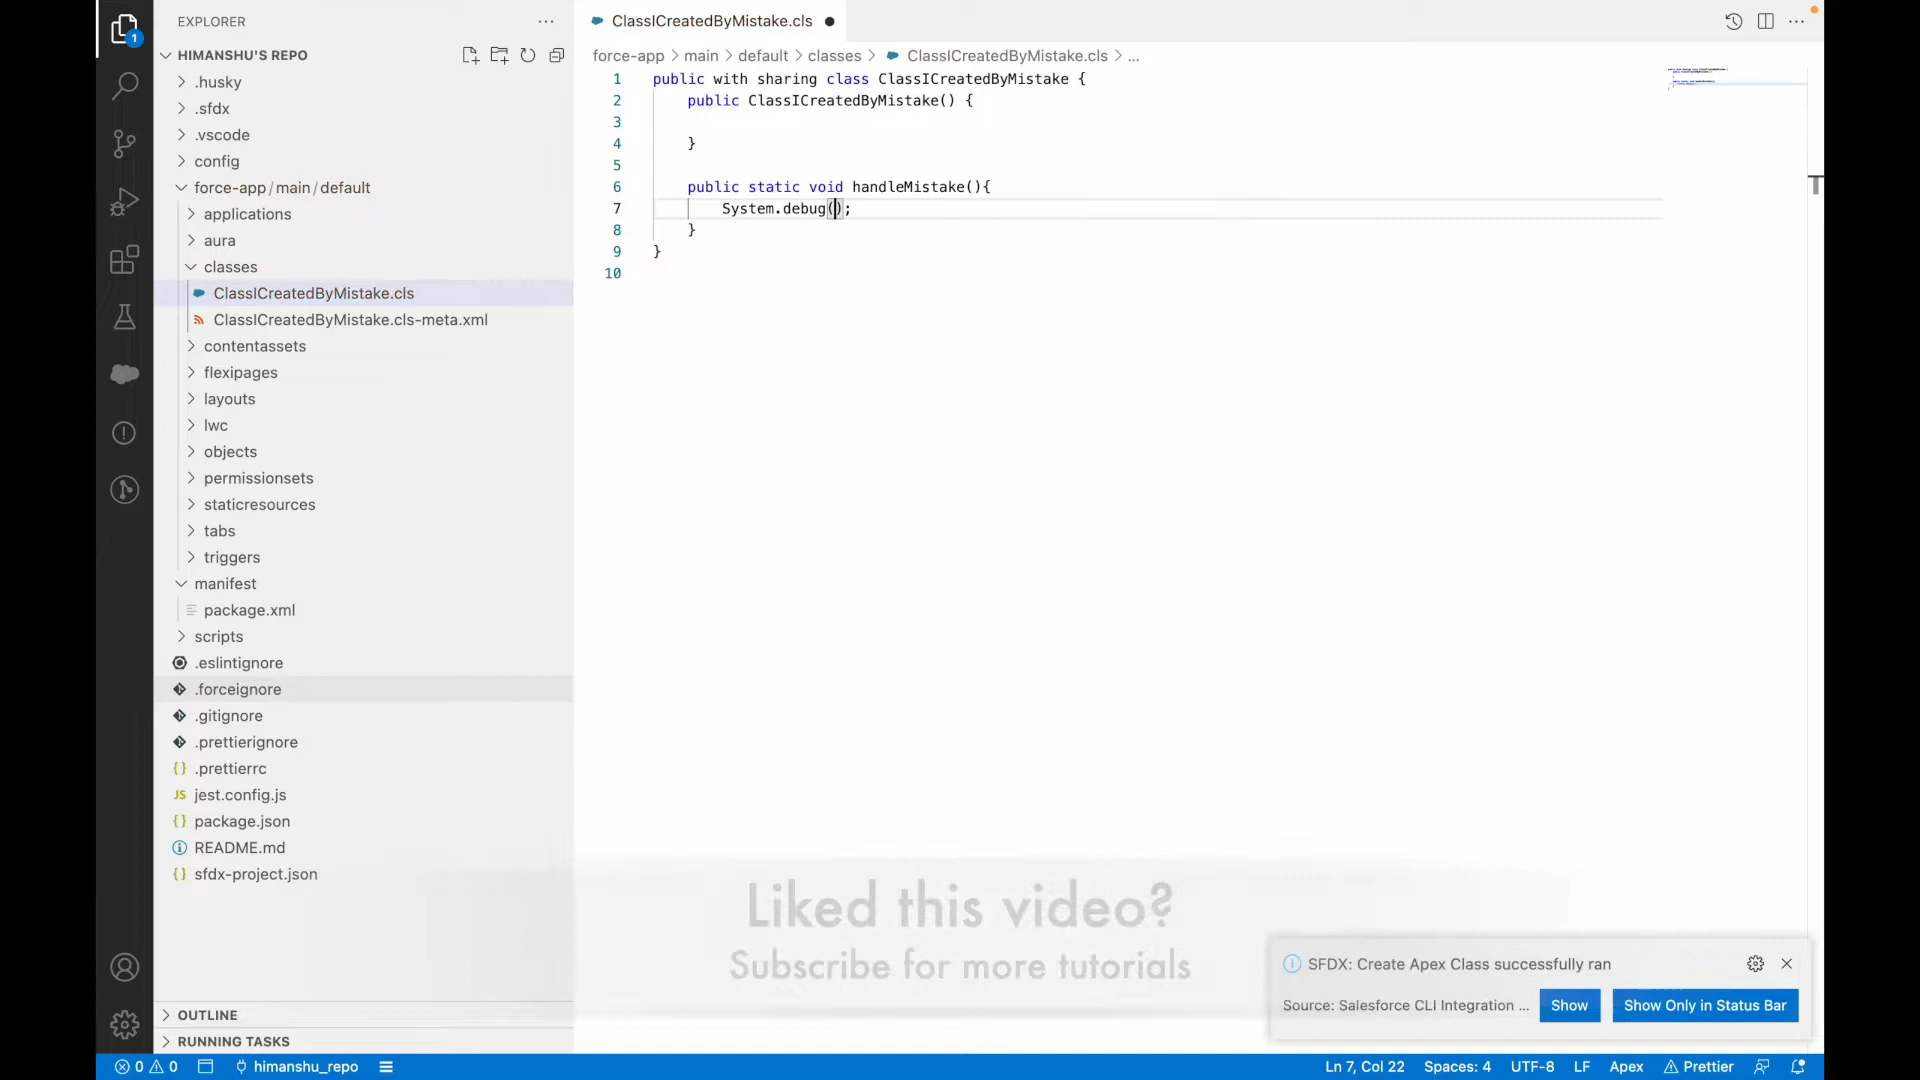 EXPLORER
HIMANSHU'S REPO
.husky
.sfdx
.vscode
config
force-app/main/default
applications
aura
classes
ClassICreatedByMistake.cls
ClassICreatedByMistake.cls-meta.xml
contentassets
flexipages
layouts
lwc
objects
permissionsets
staticresources
tabs
triggers
manifest
package.xml
scripts
.eslintignore
.forceignore
.gitignore
.prettierignore
.prettierrc
JS jest.config.js
package.json
README.md
sfdx-project.json
OUTLINE
RUNNING TASKS
1
ClassICreatedByMistake.cls
force-app > main > default > classes > ClassICreatedByMistake.cls > ...
1 public with sharing class ClassICreatedByMistake {
2 public ClassICreatedByMistake() {
3
4 }
5
6 public static void handleMistake(){
7 System.debug();
8 }
9 }
10
Liked this video?
Subscribe for more tutorials
SFDX: Create Apex Class successfully ran
Source: Salesforce CLI Integration ... Show Show Only in Status Bar
0 0 himanshu_repo Ln 7, Col 22 Spaces: 4 UTF-8 LF Apex Prettier